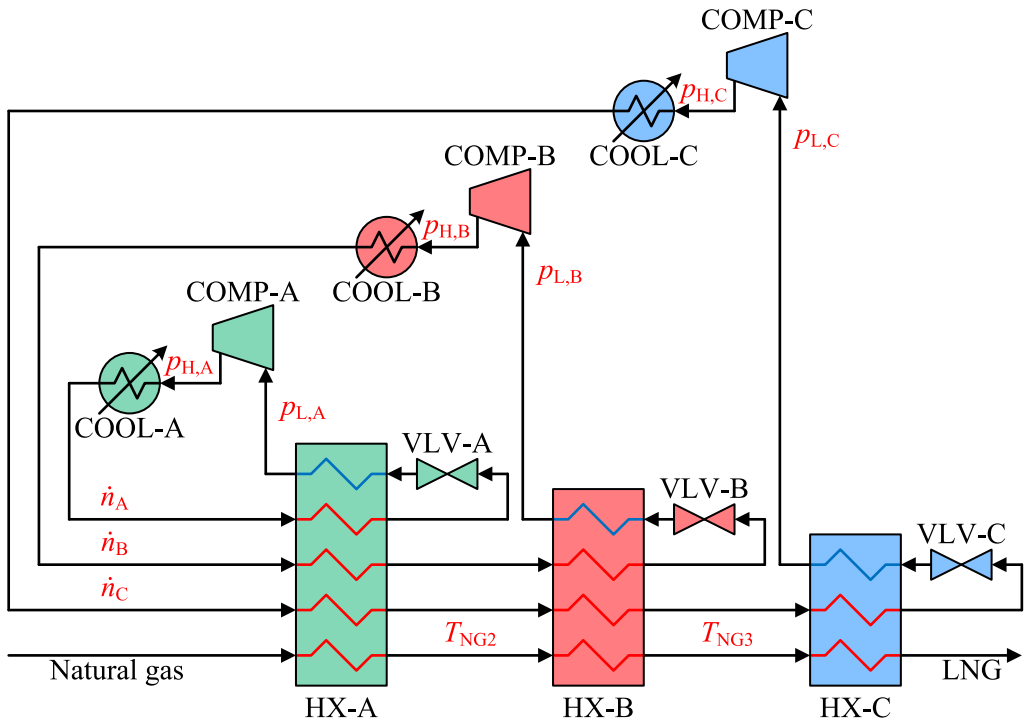 COMP-C
p_H,C
COOL-C
p_L,C
COMP-B
p_H,B
COOL-B
p_L,B
COMP-A
p_H,A
COOL-A
p_L,A
VLV-A
VLV-B
VLV-C
ṅ_A
ṅ_B
ṅ_C
Natural gas
T_NG2
T_NG3
LNG
HX-A
HX-B
HX-C